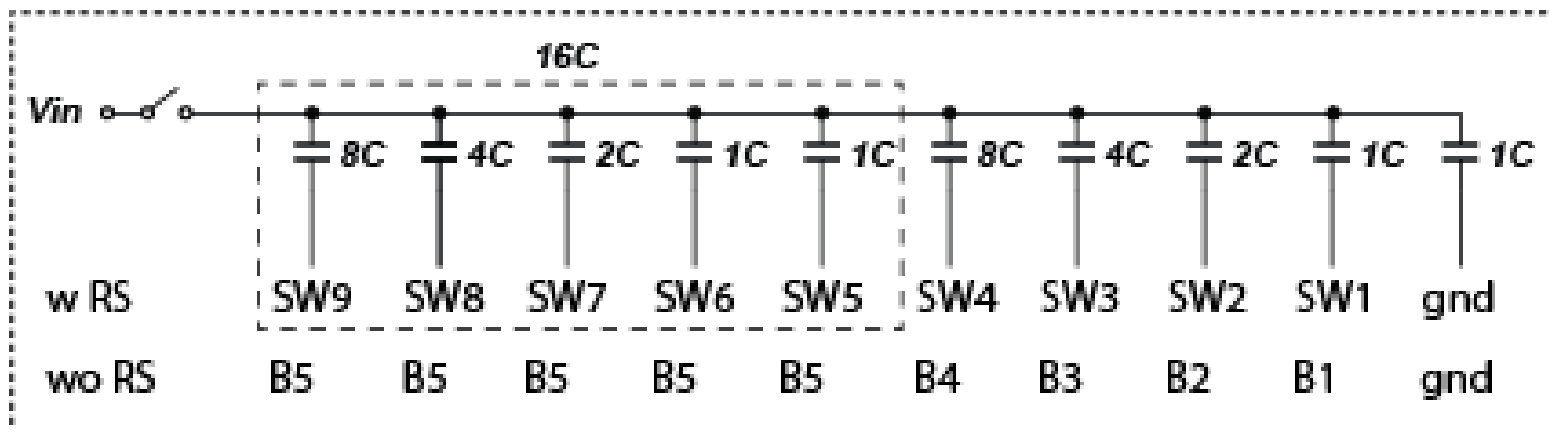 16C
Vin
8C 4C 2C 1C 1C 8C 4C 2C 1C 1C
w RS SW9 SW8 SW7 SW6 SW5 SW4 SW3 SW2 SW1 gnd
wo RS B5 B5 B5 B5 B5 B4 B3 B2 B1 gnd